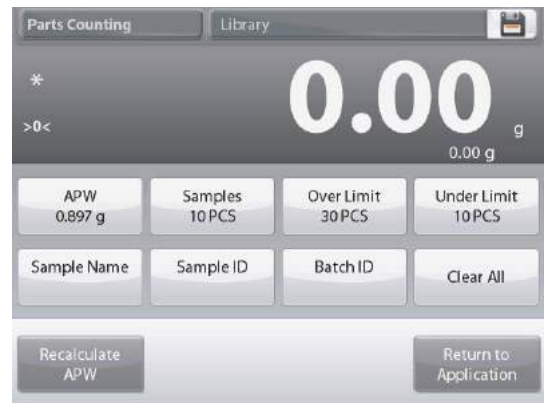 Parts Counting
Library
*
>0<
0.00 g
0.00 g
APW
0.897 g
Samples
10 PCS
Over Limit
30 PCS
Under Limit
10 PCS
Sample Name
Sample ID
Batch ID
Clear All
Recalculate
APW
Return to
Application